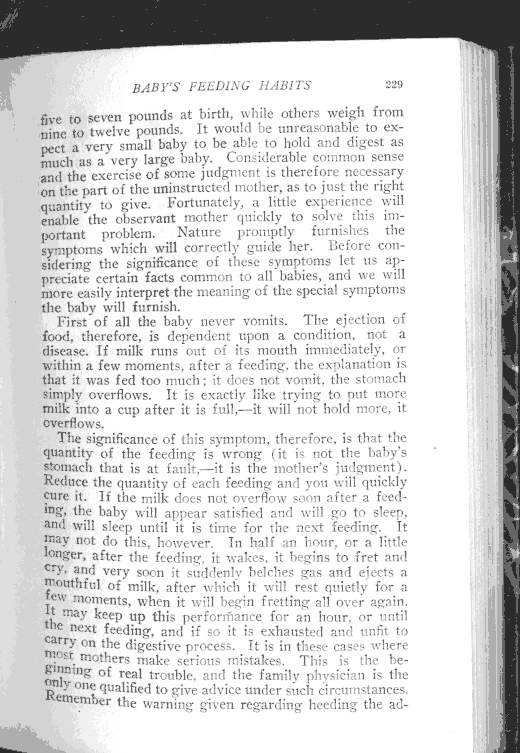 BABY'S FEEDING HABITS 229
five to seven pounds at birth, while others weigh from
nine to twelve pounds. It would be unreasonable to ex-
pect a very small baby to be able to hold and digest as
much as a very large baby. Considerable common sense
and the exercise of some judgment is therefore necessary
on the part of the uninstructed mother, as to just the right
quantity to give. Fortunately, a little experience will
enable the observant mother quickly to solve this im-
portant problem. Nature promptly furnishes the
symptoms which will correctly guide her. Before con-
sidering the significance of these symptoms let us ap-
preciate certain facts common to all babies, and we will
more easily interpret the meaning of the special symptoms
the baby will furnish.
First of all the baby never vomits. The ejection of
food, therefore, is dependent upon a condition, not a
disease. If milk runs out of its mouth immediately, or
within a few moments, after a feeding, the explanation is
that it was fed too much; it does not vomit, the stomach
simply overflows. It is exactly like trying to put more
milk into a cup after it is full,—it will not hold more, it
overflows.
The significance of this symptom, therefore, is that the
quantity of the feeding is wrong (it is not the baby's
stomach that is at fault,—it is the mother's judgment).
Reduce the quantity of each feeding and you will quickly
cure it. If the milk does not overflow soon after a feed-
ing, the baby will appear satisfied and will go to sleep,
and will sleep until it is time for the next feeding. It
may not do this, however. In half an hour, or a little
longer, after the feeding, it wakes, it begins to fret and
cry, and very soon it suddenly belches gas and ejects a
mouthful of milk, after which it will rest quietly for a
few moments, when it will begin fretting all over again.
It may keep up this performance for an hour, or until
the next feeding, and if so it is exhausted and unfit to
carry on the digestive process. It is in these cases where
most mothers make serious mistakes. This is the be-
ginning of real trouble, and the family physician is the
only one qualified to give advice under such circumstances.
Remember the warning given regarding heeding the ad-